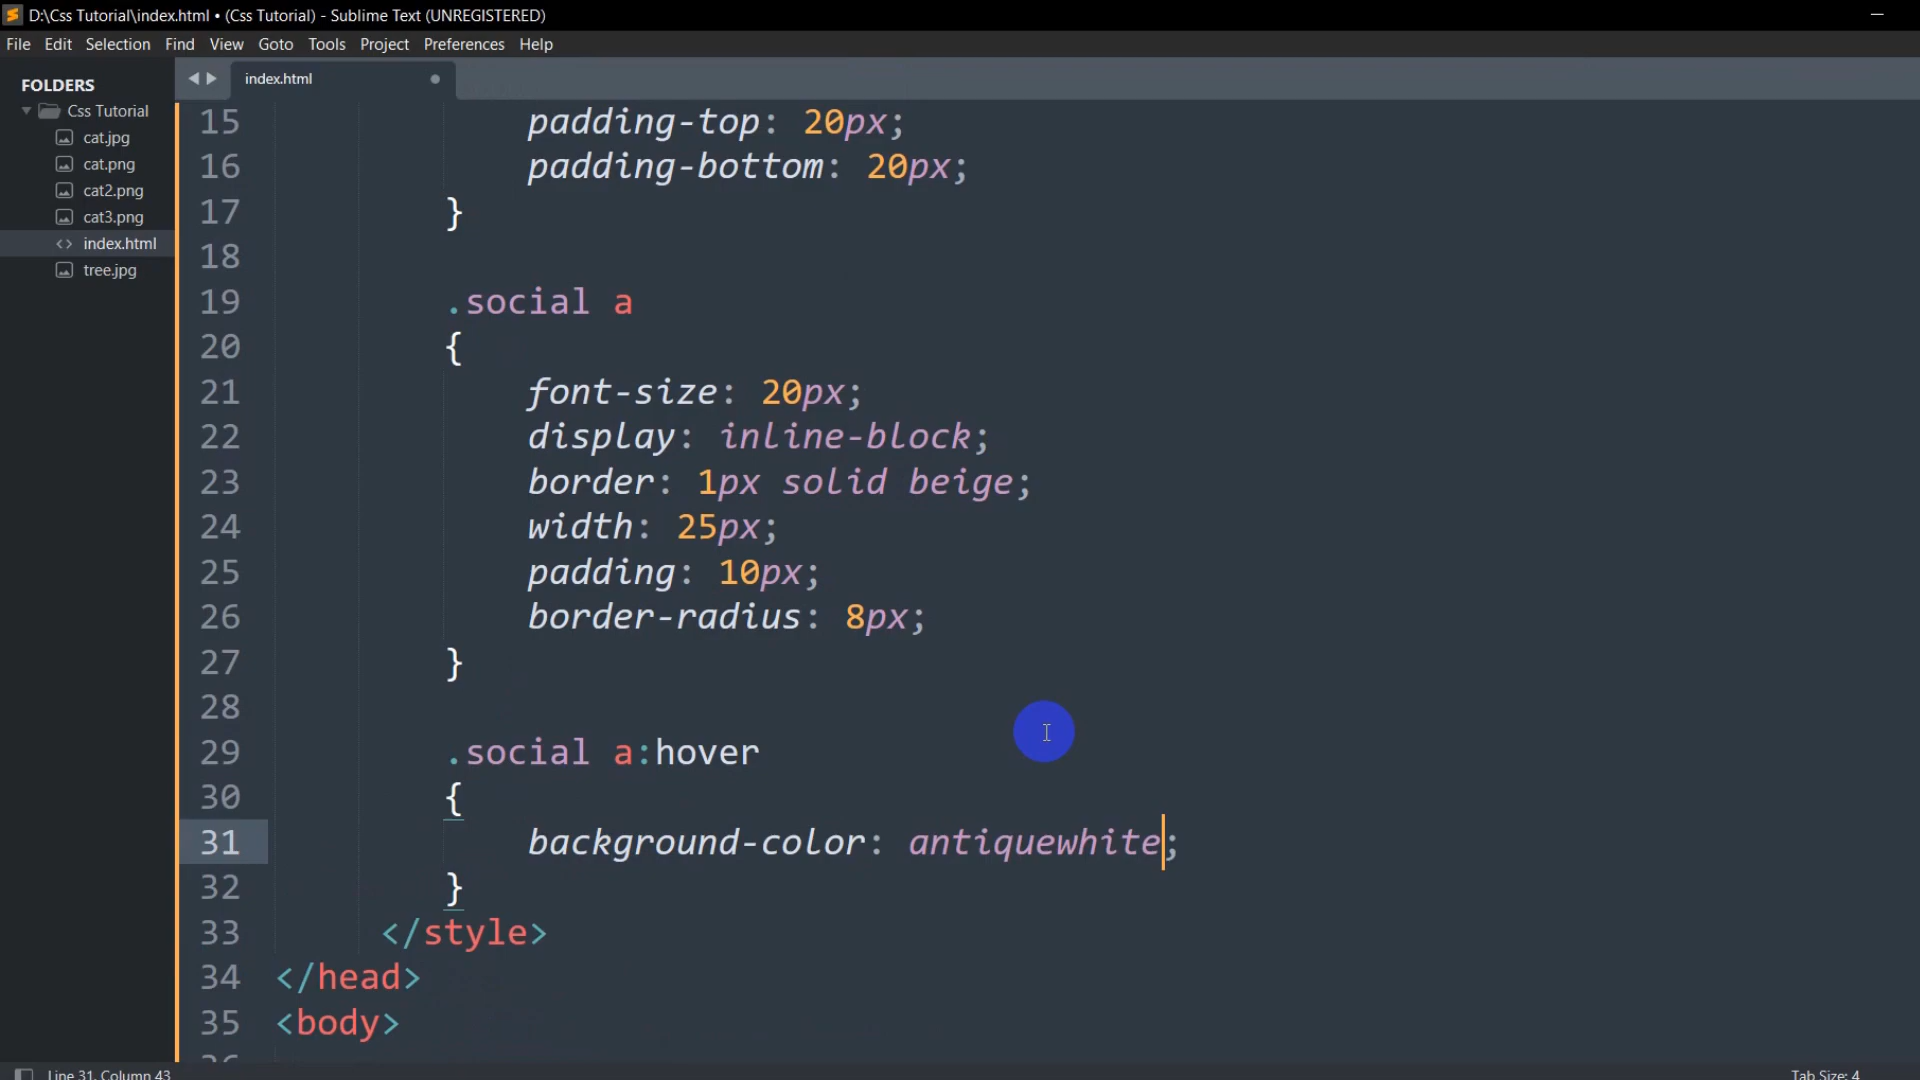 D:\Css Tutorial\index.html • (Css Tutorial) - Sublime Text (UNREGISTERED)
File Edit Selection Find View Goto Tools Project Preferences Help
FOLDERS
Css Tutorial
cat.jpg
cat.png
cat2.png
cat3.png
index.html
tree.jpg
index.html
15 padding-top: 20px;
16 padding-bottom: 20px;
17 }
18
19 .social a
20 {
21 font-size: 20px;
22 display: inline-block;
23 border: 1px solid beige;
24 width: 25px;
25 padding: 10px;
26 border-radius: 8px;
27 }
28
29 .social a:hover
30 {
31 background-color: antiquewhite;
32 }
33 </style>
34 </head>
35 <body>
Line 31, Column 43
Tab Size: 4